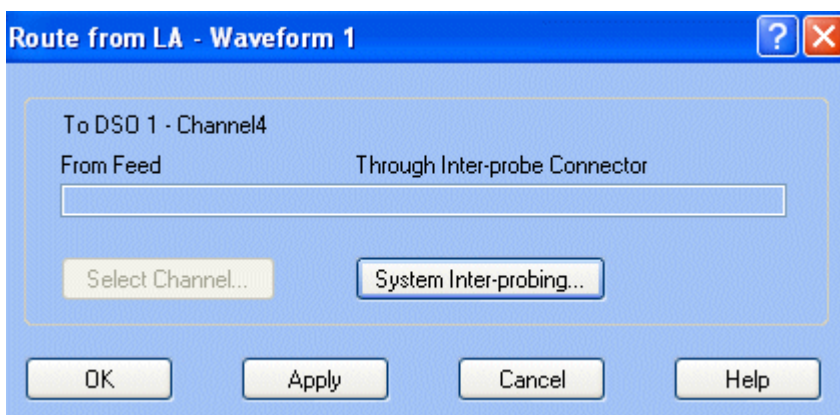 Route from LA - Waveform 1
To DSO 1 - Channel4
From Feed Through Inter-probe Connector
Select Channel... System Inter-probing...
OK Apply Cancel Help